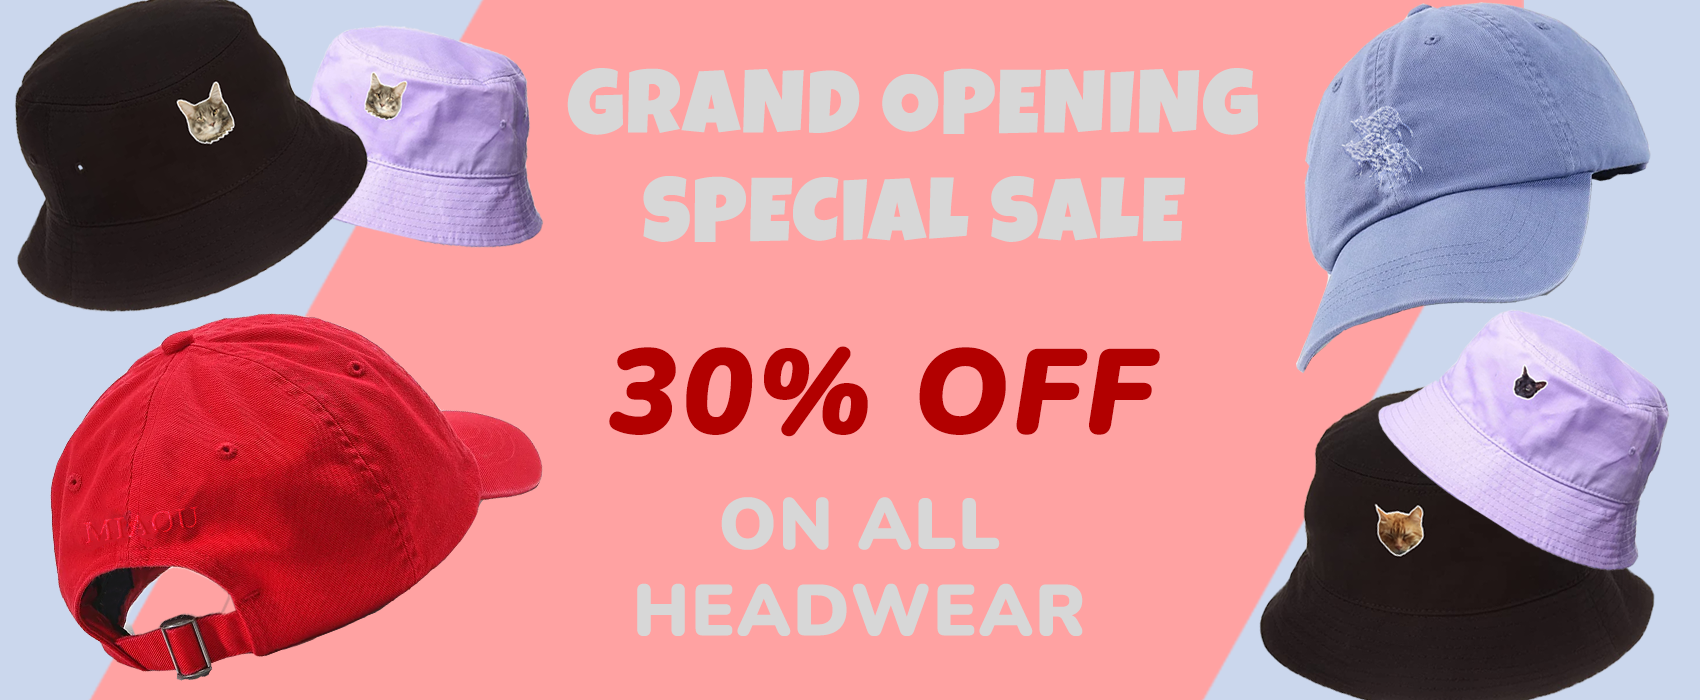 GRAND OPENING
SPECIAL SALE
30% OFF
ON ALL
HEADWEAR
MIAOU